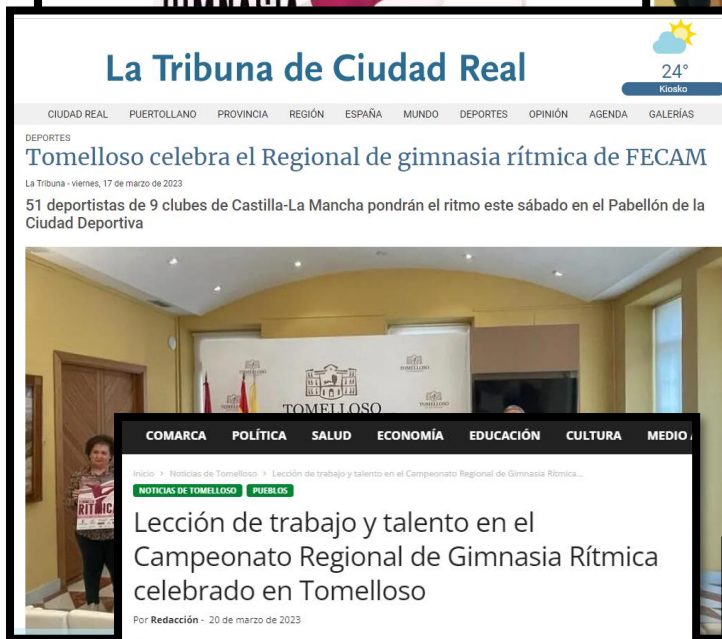 GIMNASIA
La Tribuna de Ciudad Real
24°
Kiosko
CIUDAD REAL PUERTOLLANO PROVINCIA REGIÓN ESPAÑA MUNDO DEPORTES OPINIÓN AGENDA GALERÍAS
DEPORTES
Tomelloso celebra el Regional de gimnasia rítmica de FECAM
La Tribuna - viernes, 17 de marzo de 2023
51 deportistas de 9 clubes de Castilla-La Mancha pondrán el ritmo este sábado en el Pabellón de la
Ciudad Deportiva
TOMELLOSO
TOMELLOSO
TOMELLOSO
COMARCA POLÍTICA SALUD ECONOMÍA EDUCACIÓN CULTURA MEDIO
Inicio › Noticias de Tomelloso › Lección de trabajo y talento en el Campeonato Regional de Gimnasia Rítmica...
NOTICIAS DE TOMELLOSO PUEBLOS
Lección de trabajo y talento en el
Campeonato Regional de Gimnasia Rítmica
celebrado en Tomelloso
Por Redacción - 20 de marzo de 2023